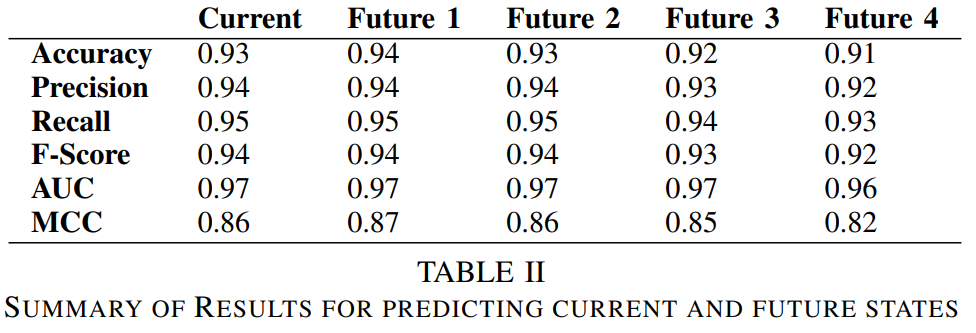 Current Future 1 Future 2 Future 3 Future 4
Accuracy 0.93 0.94 0.93 0.92 0.91
Precision 0.94 0.94 0.94 0.93 0.92
Recall 0.95 0.95 0.95 0.94 0.93
F-Score 0.94 0.94 0.94 0.93 0.92
AUC 0.97 0.97 0.97 0.97 0.96
MCC 0.86 0.87 0.86 0.85 0.82
TABLE II
SUMMARY OF RESULTS FOR PREDICTING CURRENT AND FUTURE STATES